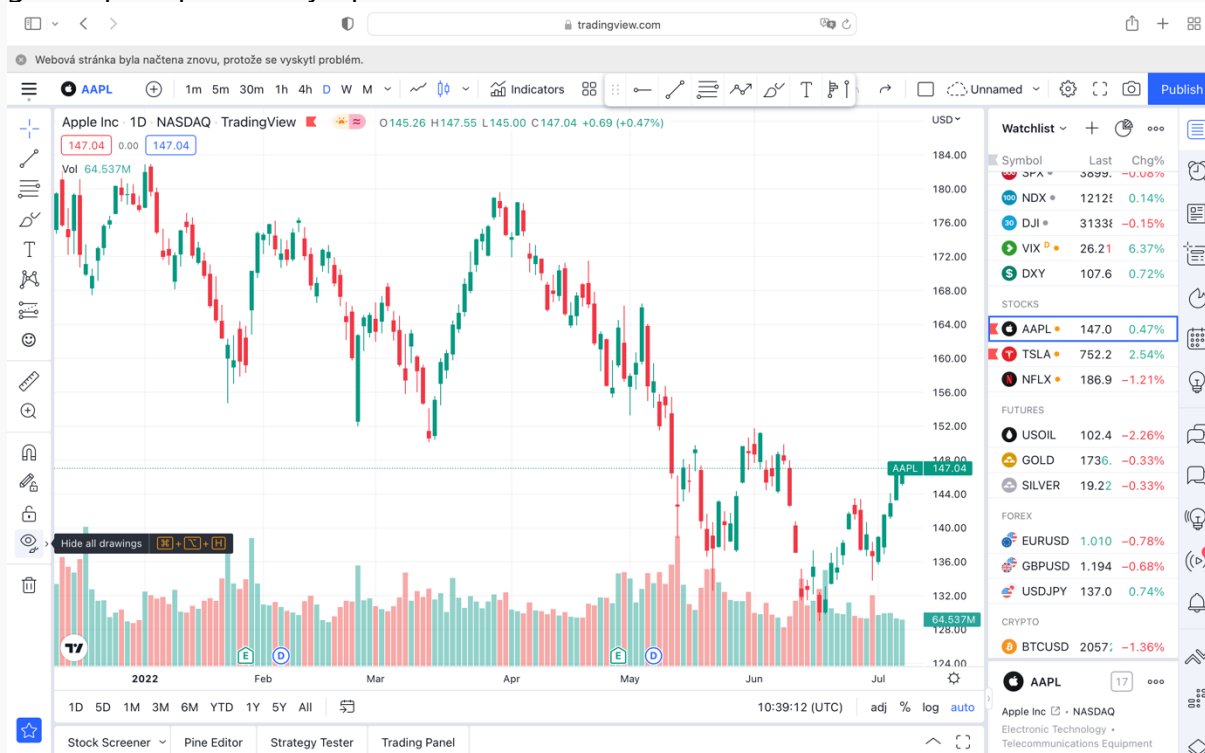 tradingview.com
Webová stránka byla načtena znovu, protože se vyskytl problém.
AAPL 1m 5m 30m 1h 4h D W M Indicators Unnamed Publish
Apple Inc · 1D · NASDAQ · TradingView O145.26 H147.55 L145.00 C147.04 +0.69 (+0.47%)
147.04 0.00 147.04
Vol 64.537M
USD
184.00
180.00
176.00
172.00
168.00
164.00
160.00
156.00
152.00
148.00
AAPL 147.04
144.00
140.00
136.00
132.00
64.537M
128.00
124.00
Hide all drawings ⌘ + ⌥ + H
E D E D
2022 Feb Mar Apr May Jun Jul
1D 5D 1M 3M 6M YTD 1Y 5Y All 10:39:12 (UTC) adj % log auto
Stock Screener Pine Editor Strategy Tester Trading Panel
Watchlist
Symbol Last Chg%
SPX 3899. −0.08%
NDX 1212 0.14%
DJI 3133 −0.15%
VIX D 26.21 6.37%
DXY 107.6 0.72%
STOCKS
AAPL 147.0 0.47%
TSLA 752.2 2.54%
NFLX 186.9 −1.21%
FUTURES
USOIL 102.4 −2.26%
GOLD 1736. −0.33%
SILVER 19.22 −0.33%
FOREX
EURUSD 1.010 −0.78%
GBPUSD 1.194 −0.68%
USDJPY 137.0 0.74%
CRYPTO
BTCUSD 2057 −1.36%
AAPL 17
Apple Inc • NASDAQ
Electronic Technology •
Telecommunications Equipment